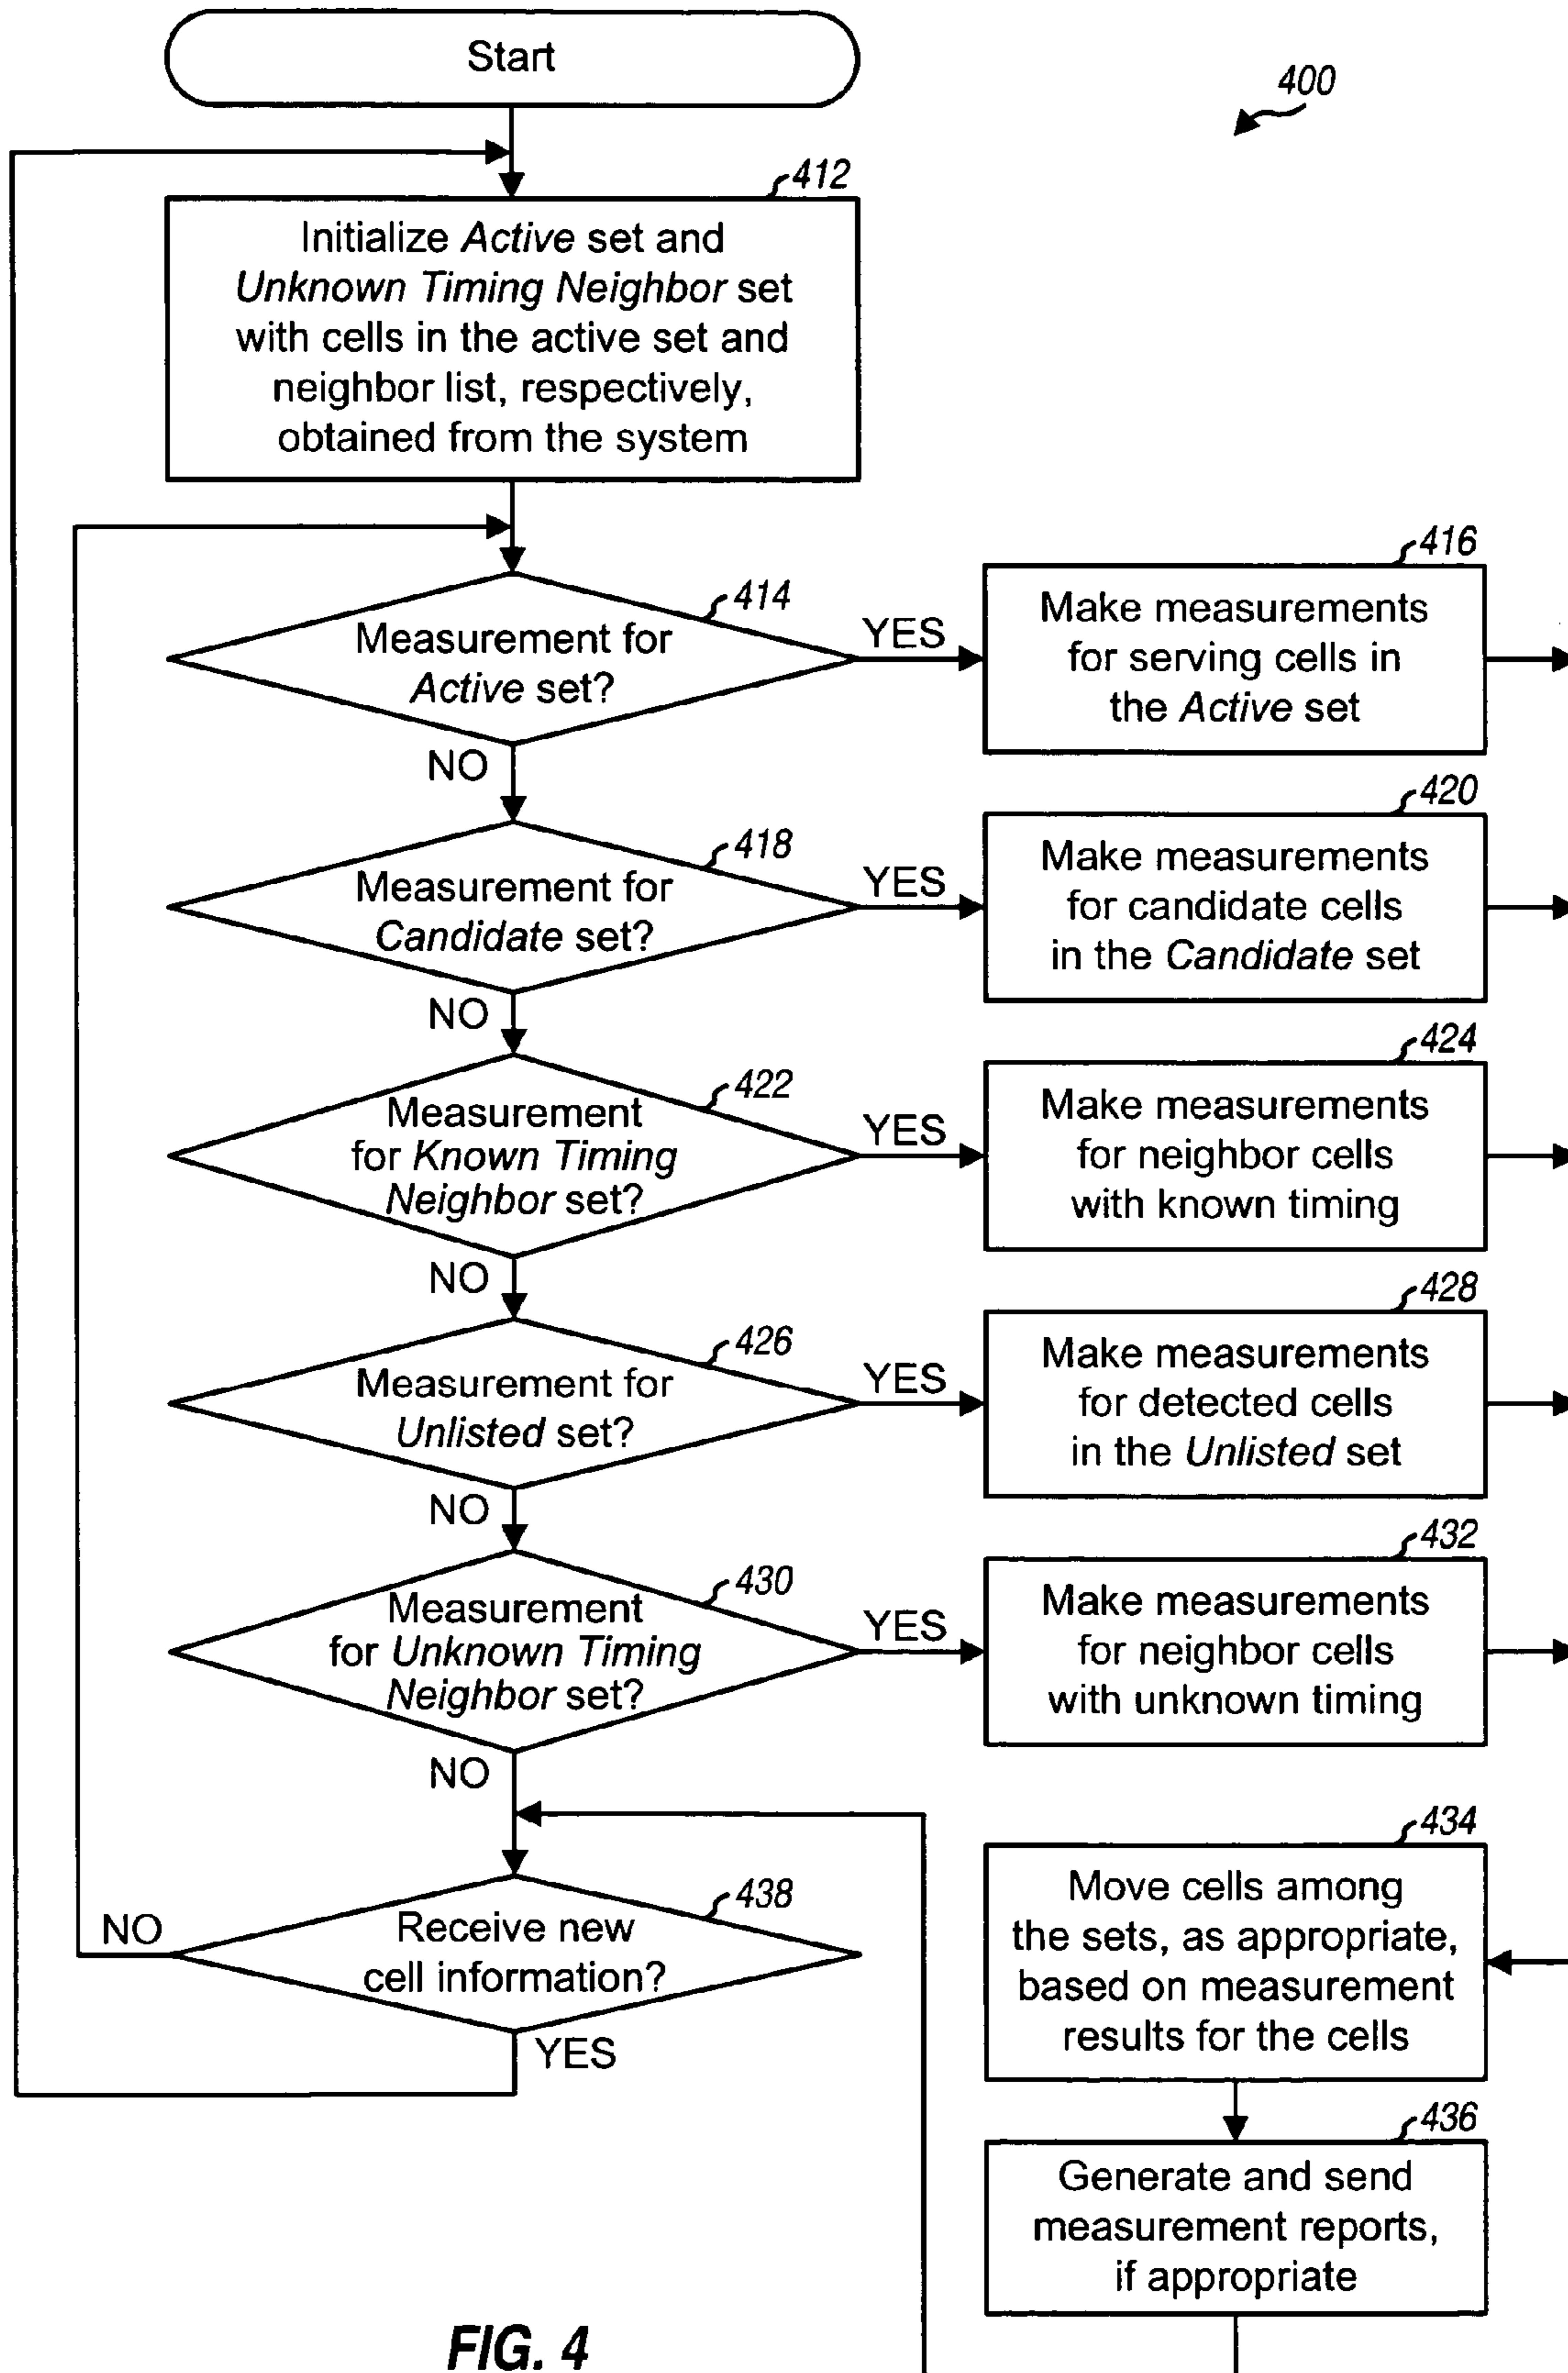 Start
400
412
Initialize Active set and
Unknown Timing Neighbor set
with cells in the active set and
neighbor list, respectively,
obtained from the system
414
Measurement for
Active set?
YES
NO
416
Make measurements
for serving cells in
the Active set
418
Measurement for
Candidate set?
YES
NO
420
Make measurements
for candidate cells
in the Candidate set
422
Measurement
for Known Timing
Neighbor set?
YES
NO
424
Make measurements
for neighbor cells
with known timing
426
Measurement for
Unlisted set?
YES
NO
428
Make measurements
for detected cells
in the Unlisted set
430
Measurement
for Unknown Timing
Neighbor set?
YES
NO
432
Make measurements
for neighbor cells
with unknown timing
434
Move cells among
the sets, as appropriate,
based on measurement
results for the cells
438
Receive new
cell information?
NO
YES
436
Generate and send
measurement reports,
if appropriate
FIG. 4